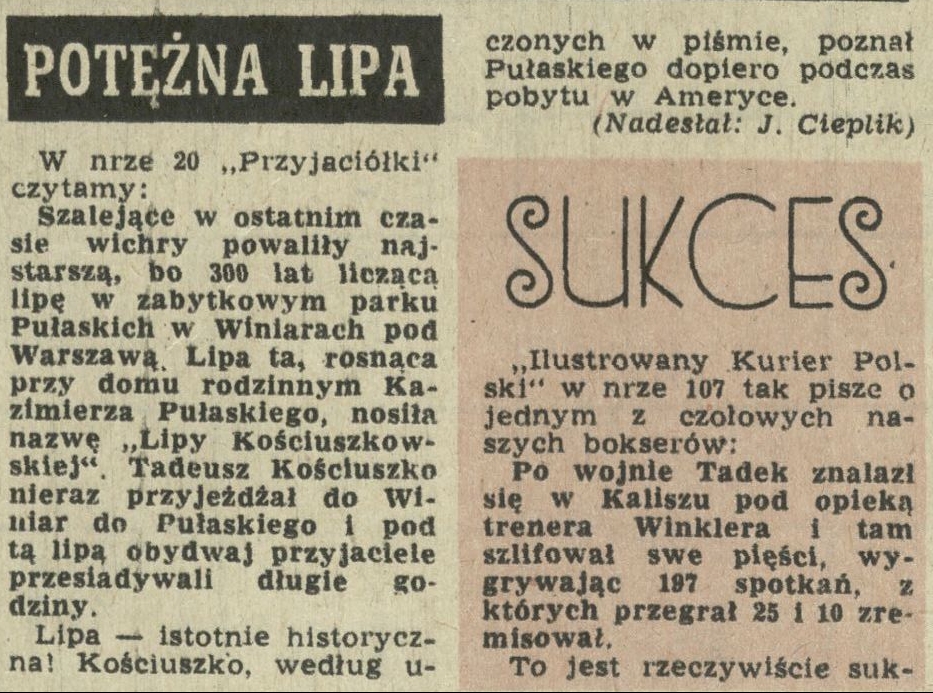 POTĘŻNA LIPA
W nrze 20 „Przyjaciółki“
czytamy:
Szalejące w ostatnim cza-
sie wichry powaliły naj-
starszą, bo 300 lat liczącą
lipę w zabytkowym parku
Pułaskich w Winiarach pod
Warszawą. Lipa ta, rosnąca
przy domu rodzinnym Ka-
zimierza Pułaskiego, nosiła
nazwę „Lipy Kościuszkow-
skiej“. Tadeusz Kościuszko
nieraz przyjeżdżał do Wi-
niar do Pułaskiego i pod
tą lipą obydwaj przyjaciele
przesiadywali długie go-
dziny.
Lipa — istotnie historycz-
na! Kościuszko, według u-
czonych w piśmie, poznał
Pułaskiego dopiero podczas
pobytu w Ameryce.
(Nadesłał: J. Cieplik)
SUKCES
„Ilustrowany Kurier Pol-
ski“ w nrze 107 tak pisze o
jednym z czołowych na-
szych bokserów:
Po wojnie Tadek znalazł
się w Kaliszu pod opieką
trenera Winklera i tam
szlifował swe pięści, wy-
grywając 197 spotkań, z
których przegrał 25 i 10 zre-
misował.
To jest rzeczywiście suk-